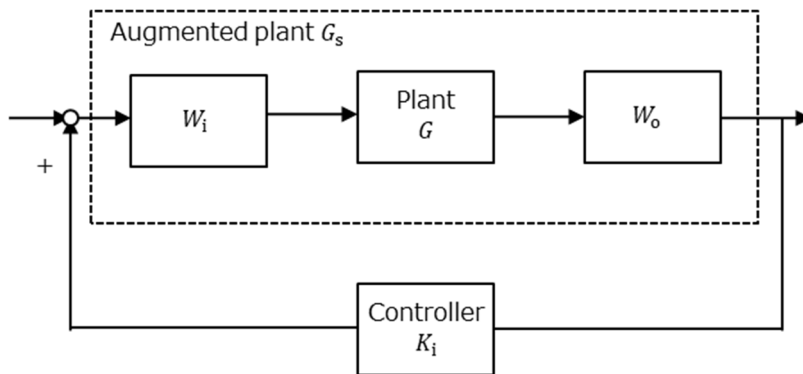 Augmented plant Gs
Wi
Plant
G
Wo
+
Controller
Ki